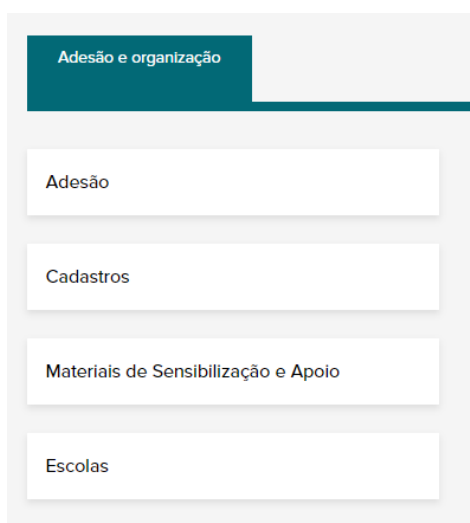 Adesão e organização
Adesão
Cadastros
Materiais de Sensibilização e Apoio
Escolas